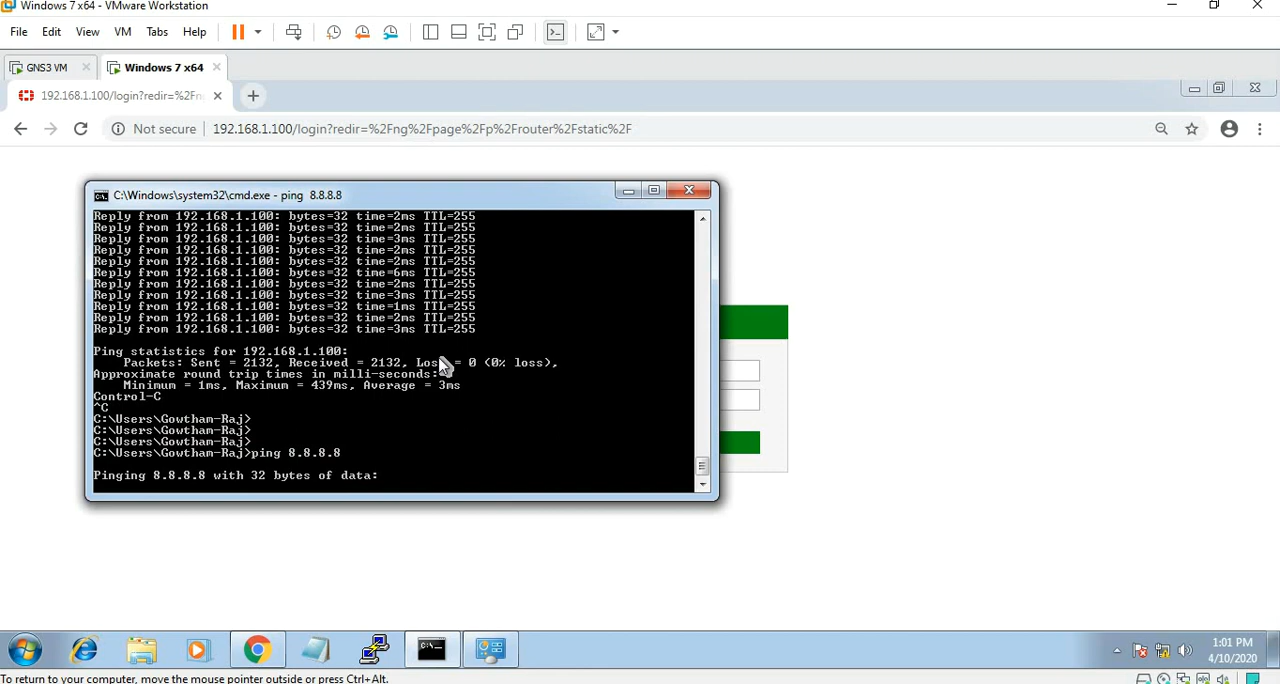 Windows 7 x64 - VMware Workstation
File Edit View VM Tabs Help
GNS3 VM Windows 7 x64
192.168.1.100/login?redir=%2Fn
Not secure 192.168.1.100/login?redir=%2Fng%2Fpage%2Fp%2Frouter%2Fstatic%2F
C:\Windows\system32\cmd.exe - ping 8.8.8.8
Reply from 192.168.1.100: bytes=32 time=2ms TTL=255
Reply from 192.168.1.100: bytes=32 time=2ms TTL=255
Reply from 192.168.1.100: bytes=32 time=3ms TTL=255
Reply from 192.168.1.100: bytes=32 time=2ms TTL=255
Reply from 192.168.1.100: bytes=32 time=2ms TTL=255
Reply from 192.168.1.100: bytes=32 time=6ms TTL=255
Reply from 192.168.1.100: bytes=32 time=2ms TTL=255
Reply from 192.168.1.100: bytes=32 time=3ms TTL=255
Reply from 192.168.1.100: bytes=32 time=1ms TTL=255
Reply from 192.168.1.100: bytes=32 time=2ms TTL=255
Reply from 192.168.1.100: bytes=32 time=3ms TTL=255
Ping statistics for 192.168.1.100:
Packets: Sent = 2132, Received = 2132, Los = 0 (0% loss),
Approximate round trip times in milli-seconds:
Minimum = 1ms, Maximum = 439ms, Average = 3ms
Control-C
^C
C:\Users\Gowtham-Raj>
C:\Users\Gowtham-Raj>
C:\Users\Gowtham-Raj>
C:\Users\Gowtham-Raj>ping 8.8.8.8
Pinging 8.8.8.8 with 32 bytes of data:
1:01 PM
4/10/2020
To return to your computer, move the mouse pointer outside or press Ctrl+Alt.